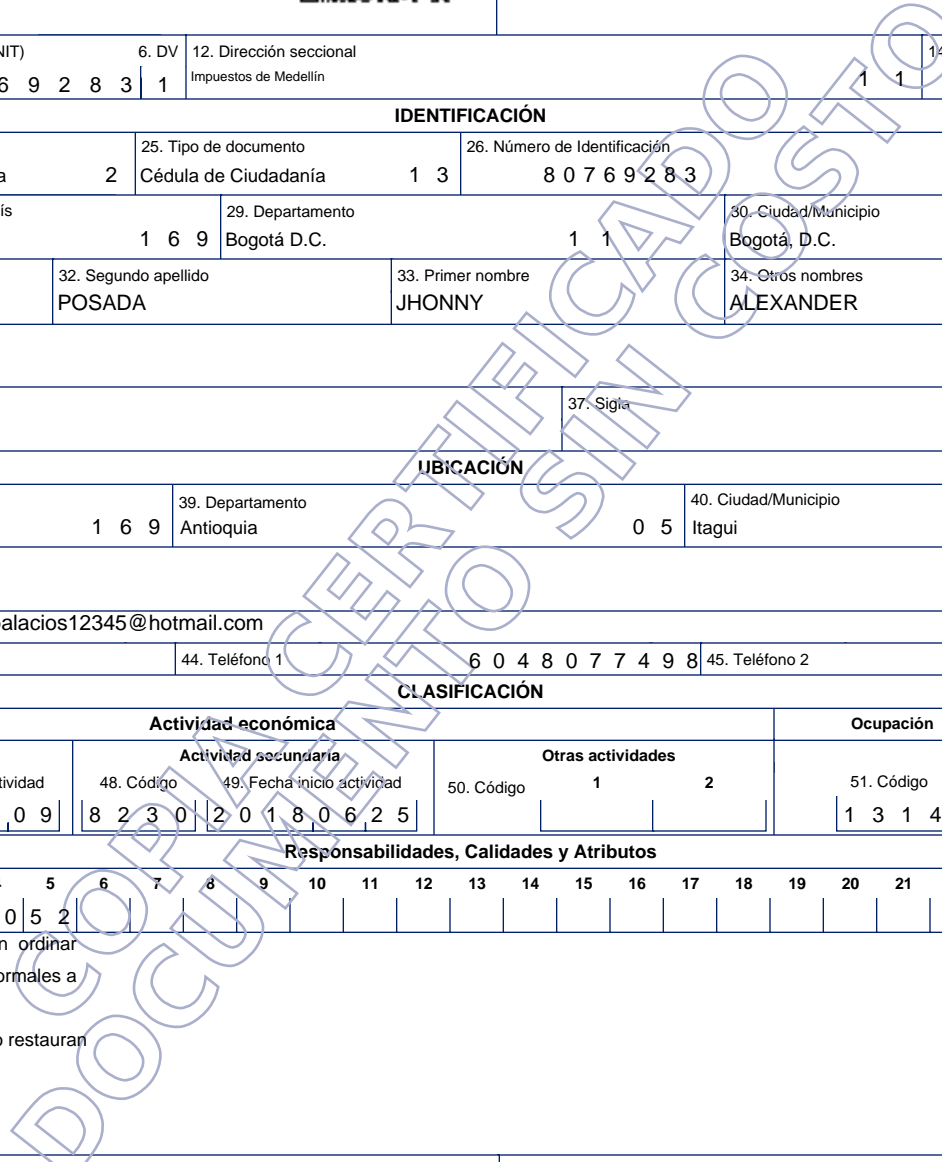 NIT) 6. DV 12. Dirección seccional 14
6 9 2 8 3 1 Impuestos de Medellín 1 1
IDENTIFICACIÓN
25. Tipo de documento 26. Número de Identificación
a 2 Cédula de Ciudadanía 1 3 8 0 7 6 9 2 8 3
ís 29. Departamento 30. Ciudad/Municipio
1 6 9 Bogotá D.C. 1 1 Bogotá, D.C.
32. Segundo apellido 33. Primer nombre 34. Otros nombres
POSADA JHONNY ALEXANDER
37. Sigla
UBICACIÓN
39. Departamento 40. Ciudad/Municipio
1 6 9 Antioquia 0 5 Itagui
palacios12345@hotmail.com
44. Teléfono 1 6 0 4 8 0 7 7 4 9 8 45. Teléfono 2
CLASIFICACIÓN
Actividad económica Ocupación
Actividad secundaria Otras actividades
tividad 48. Código 49. Fecha inicio actividad 50. Código 1 2 51. Código
0 9 8 2 3 0 2 0 1 8 0 6 2 5 1 3 1 4
Responsabilidades, Calidades y Atributos
5 6 7 8 9 10 11 12 13 14 15 16 17 18 19 20 21
0 5 2
n ordinar
ormales a
o restauran
COPIA CERTIFICADO
DOCUMENTO SIN COSTO